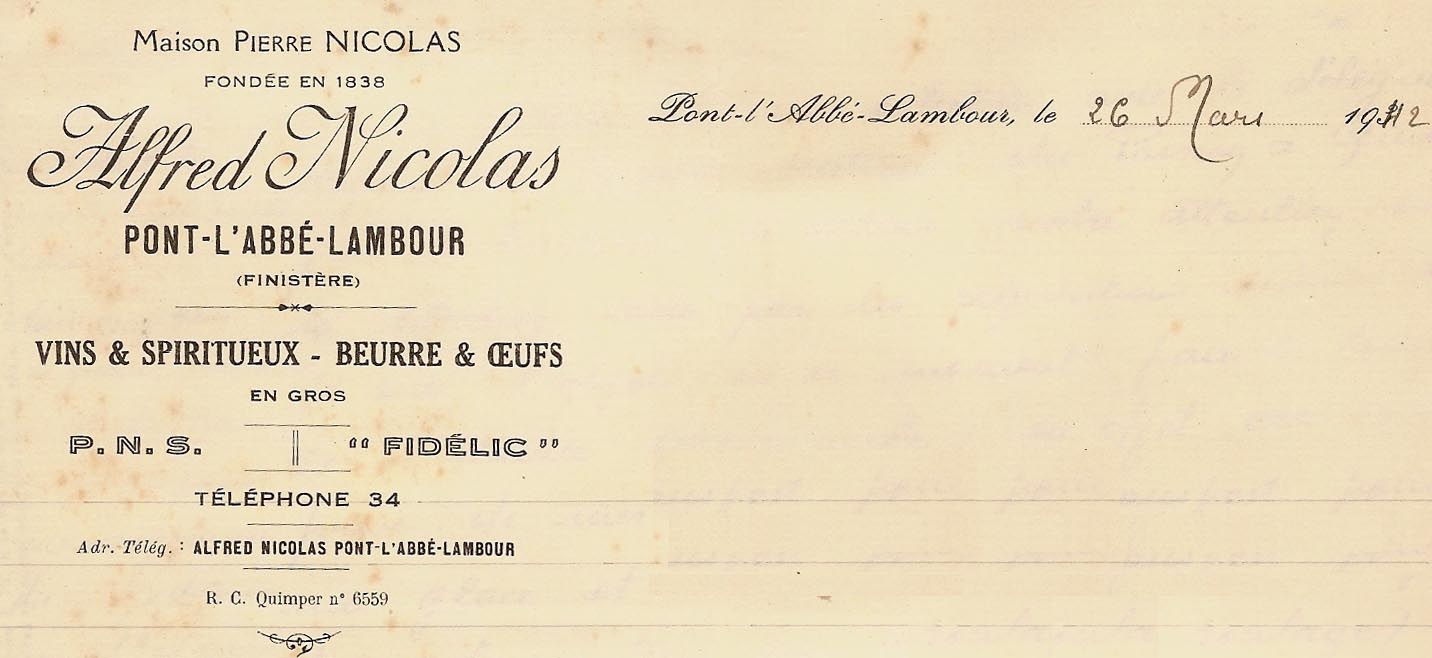 Maison PIERRE NICOLAS
FONDÉE EN 1838
Alfred Nicolas
PONT-L'ABBÉ-LAMBOUR
(FINISTÈRE)
VINS & SPIRITUEUX - BEURRE & ŒUFS
EN GROS
P. N. S. || “ FIDÉLIC ”
TÉLÉPHONE 34
Adr. Télég. : ALFRED NICOLAS PONT-L'ABBÉ-LAMBOUR
R. C. Quimper n° 6559
Pont-l'Abbé-Lambour, le 26 Mars 1942